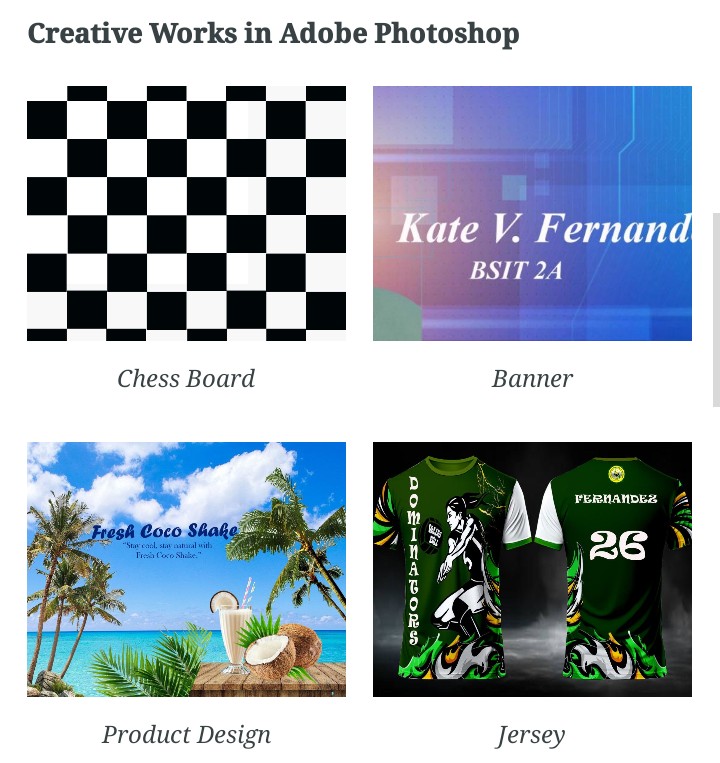 Creative Works in Adobe Photoshop
Kate V. Fernand
BSIT 2A
Chess Board
Banner
Fresh Coco Shake
"Stay cool, stay natural with
Fresh Coco Shake."
DOMINATORS
FERNANDEZ
26
Product Design
Jersey